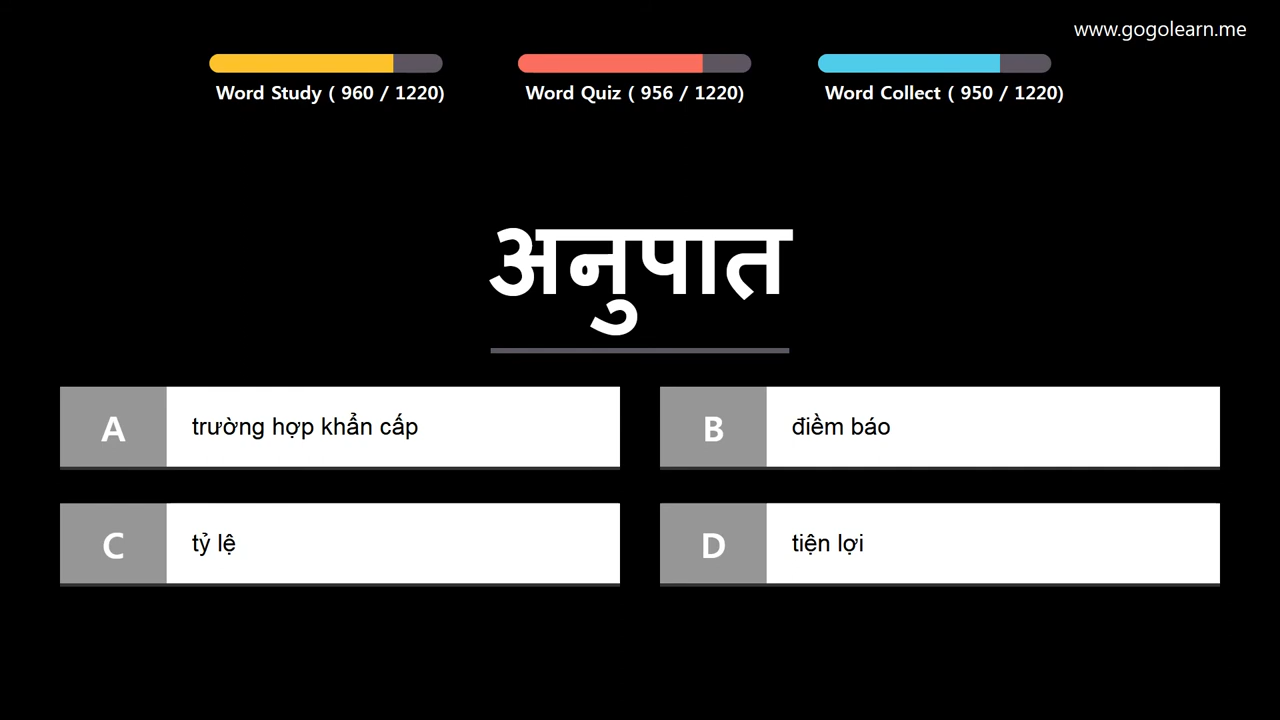 www.gogolearn.me
Word Study ( 960 / 1220)
Word Quiz ( 956 / 1220)
Word Collect ( 950 / 1220)
अनुपात
A trường hợp khẩn cấp
B điềm báo
C tỷ lệ
D tiện lợi